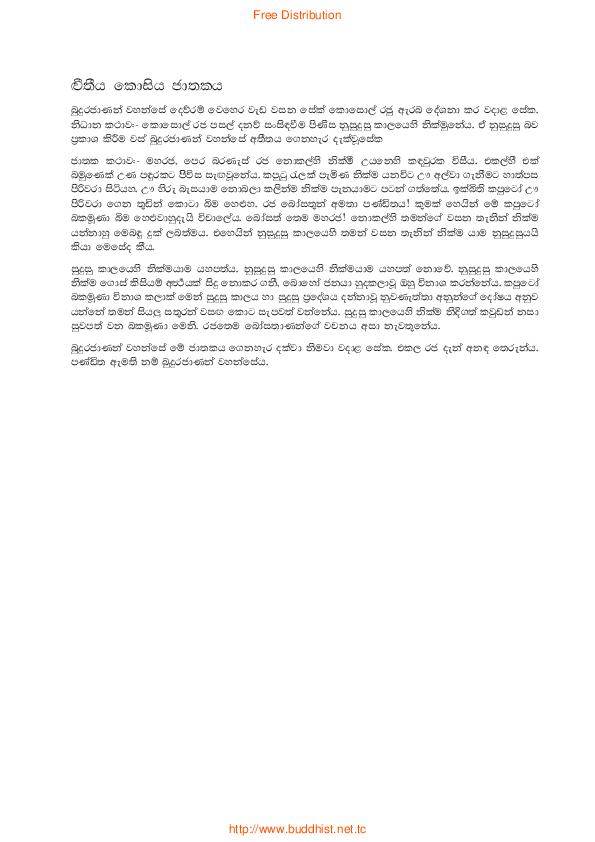 Free Distribution
ඦිතීය කොසිය ජාතකය
බුදුරජාණන් වහන්සේ දෙව්රම් වෙහෙර වැඩ වසන සේක් කොසොල් රජු ඇරබ දේශනා කර වදාළ සේක.
නිධාන කථාවඃ- කොසොල් රජ පසල් දනව් සංසිඳවීම පිණිස නුසුදුසු කාලයෙහි නික්මුනේය. ඒ නුසුදුසු බව
ප්‍රකාශ කිරීම වස් බුදුරජාණන් වහන්සේ අතීතය ගෙනහැර දැක්වූසේක
ජාතක කථාවඃ- මහරජ, පෙර බරණැස් රජ නොකල්හි නික්මී උයනෙහි කඳවුරක විසීය. එකල්හී එක්
බමුණෙක් උණ පඳුරකට පිවිස සැඟවූනේය. කපුටු රැලක් පැමිණ නික්ම යනවිට ඌ අල්වා ගැනීමට හාත්පස
පිරිවරා සිටියහ. ඌ හිරු බැසයාම නොබලා කලින්ම නික්ම පැනයාමට පටන් ගත්තේය. ඉක්බිති කපුටෝ ඌ
පිරිවරා ගෙන තුඩින් කොටා බිම හෙළූහ. රජ බෝසතුන් අමතා පණ්ඩිතය! කුමක් හෙයින් මේ කපුටෝ
බකමූණා බිම හෙළුවාහුදැයි විචාලේය. බෝසත් තෙම මහරජ! නොකල්හි තමන්ගේ වසන තැනින් නික්ම
යන්නාහු මෙබඳු දුක් ලබත්මය. එහෙයින් නුසුදුසු කාලයෙහි තමන් වසන තැනින් නික්ම යාම නුසුදුසුයයි
කියා මෙසේද කීය.
සුදුසු කාලයෙහි නික්මයාම යහපත්ය. නුසුදුසු කාලයෙහි නික්මයාම යහපත් නොවේ. නුසුදුසු කාලයෙහි
නික්ම ගොස් කිසියම් අර්‍ථයක් සිදු නොකර ගනී. බොහෝ ජනයා හුදකලාවූ ඔහු විනාශ කරන්නේය. කපුටෝ
බකමූණා විනාශ කලාක් මෙන් සුදුසු කාලය හා සුදුසු ප්‍රදේශය දන්නාවූ නුවණැත්තා අනුන්ගේ දෝෂය අනුව
යන්නේ තමන් සියලු සතුරන් වසඟ කොට සැපවත් වන්නේය. සුදුසු කාලයෙහි නික්ම නිදිගත් කවුඩන් නසා
සුවපත් වන බකමූණා මෙනි. රජතෙම බෝසතාණන්ගේ වචනය අසා නැවතුනේය.
බුදුරජාණන් වහන්සේ මේ ජාතකය ගෙනහැර දක්වා නිමවා වදාළ සේක. එකල රජ දැන් අනඳ තෙරුන්ය.
පණ්ඩිත ඇමති නම් බුදුරජාණන් වහන්සේය.
http://www.buddhist.net.tc